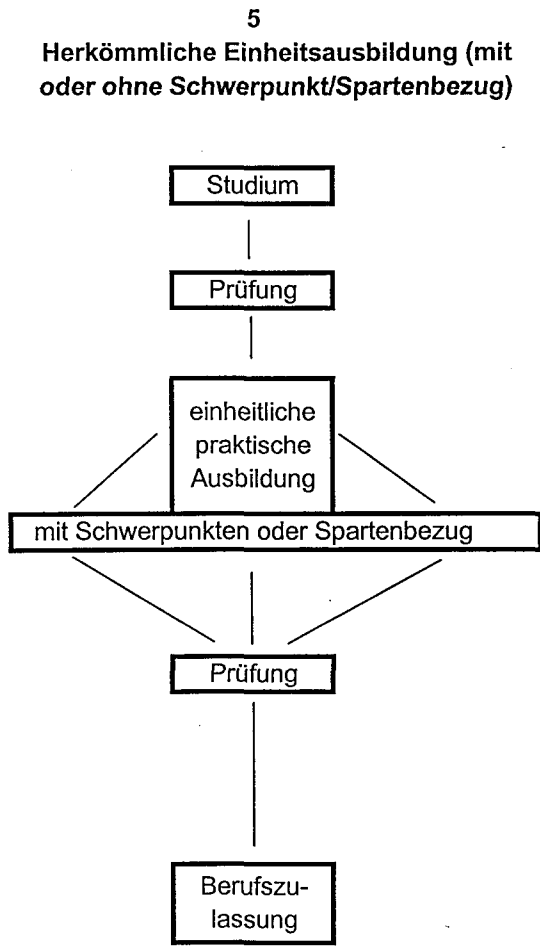 5
Herkömmliche Einheitsausbildung (mit
oder ohne Schwerpunkt/Spartenbezug)
Studium
Prüfung
einheitliche
praktische
Ausbildung
mit Schwerpunkten oder Spartenbezug
Prüfung
Berufszu-
lassung